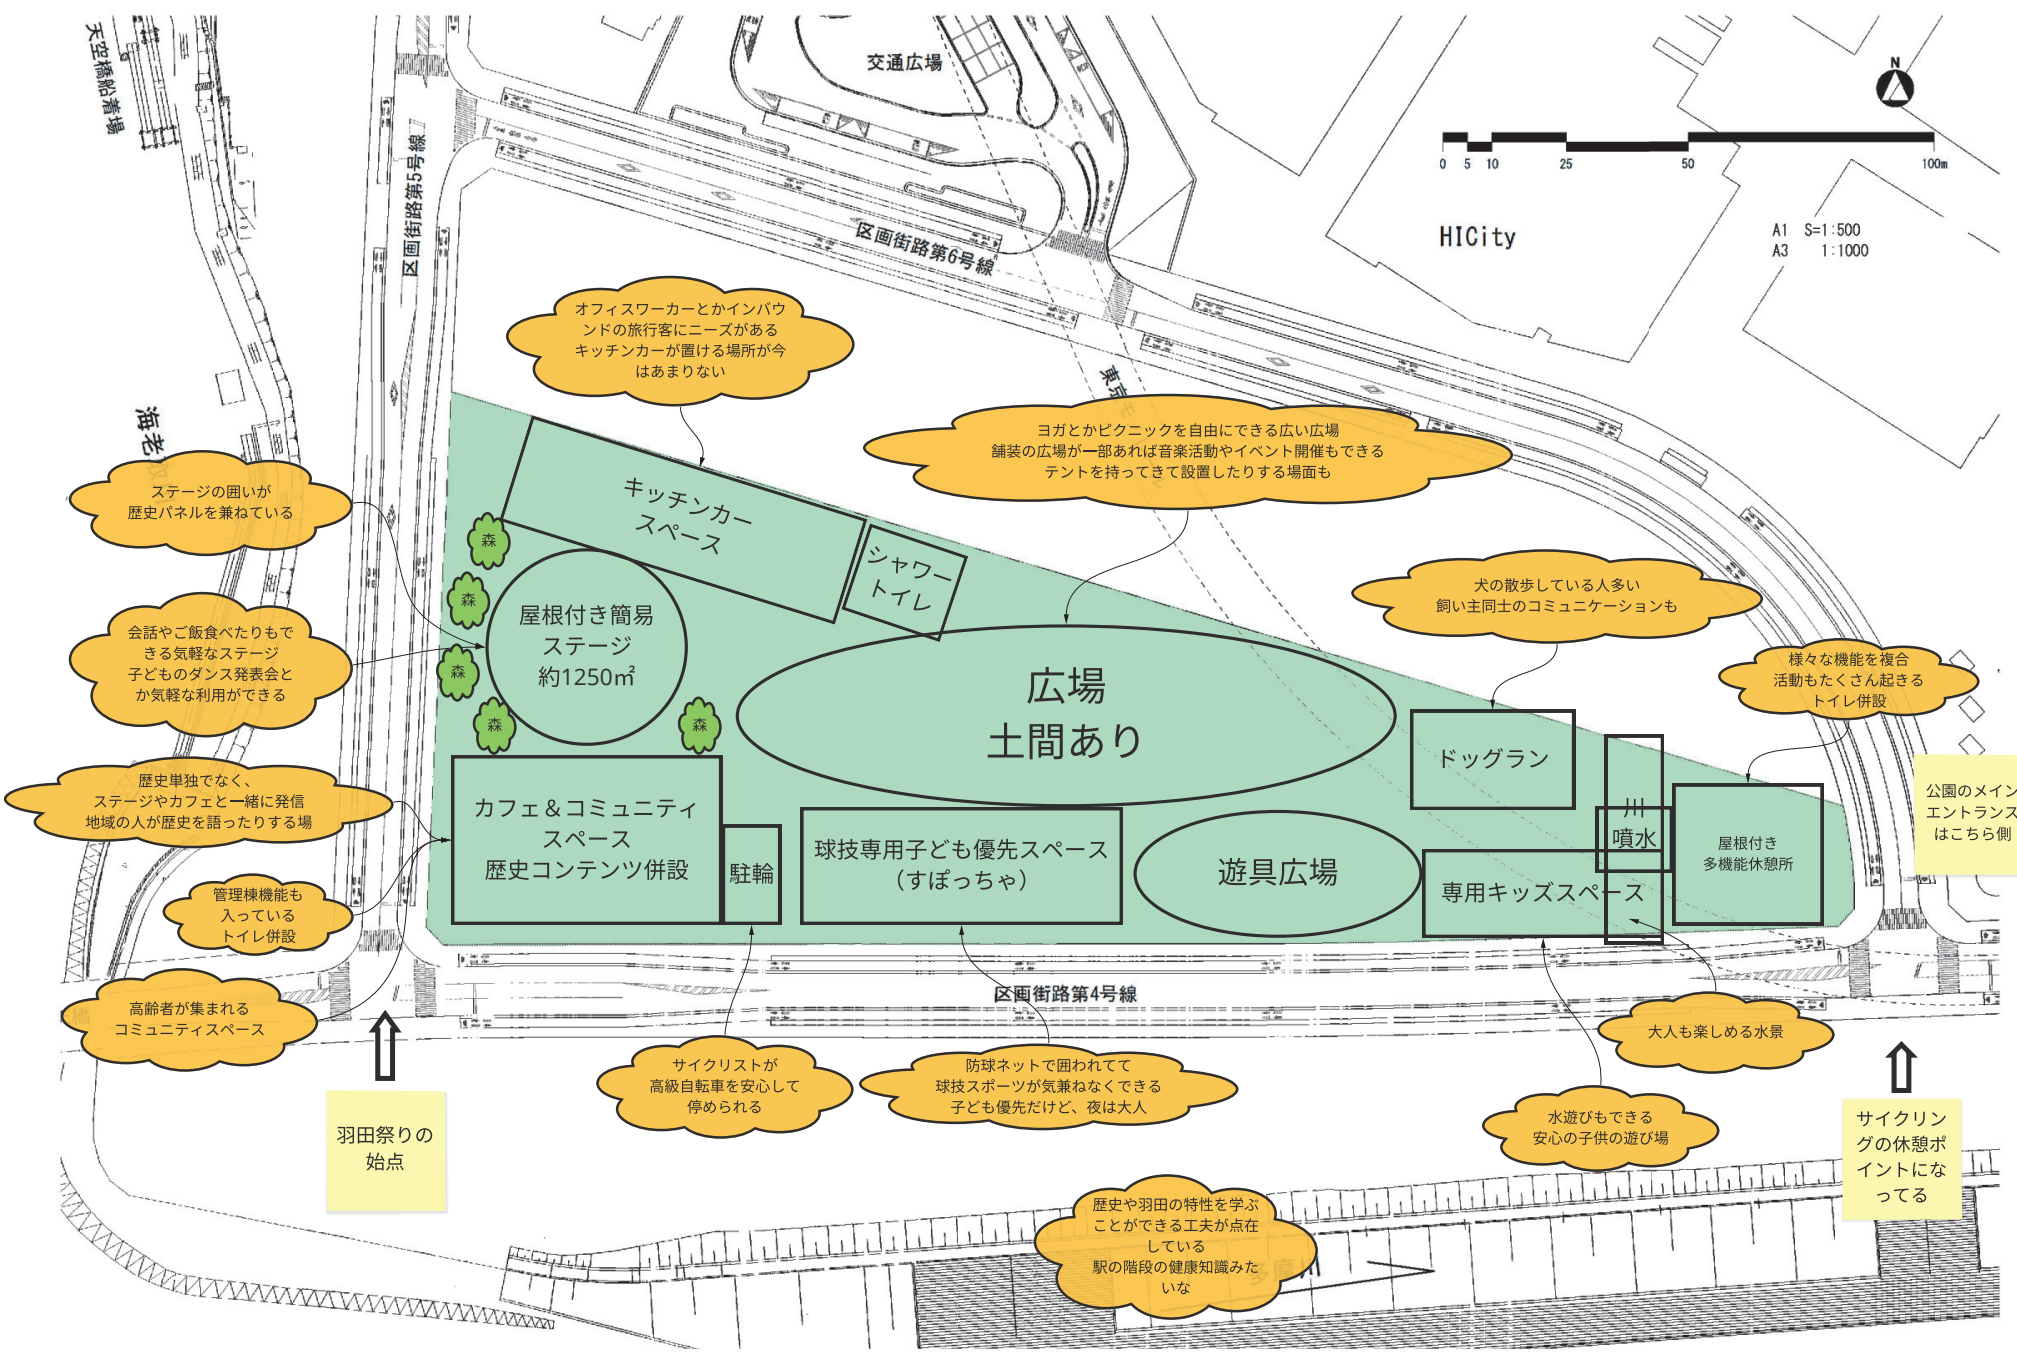 天空橋船着場
区画街路第5号線
交通広場
区画街路第6号線
N
0 5 10 25 50 100m
HICity
A1 S=1:500
A3 1:1000
海老取川
東京モ
オフィスワーカーとかインバウ
ンドの旅行客にニーズがある
キッチンカーが置ける場所が今
はあまりない
ヨガとかピクニックを自由にできる広い広場
舗装の広場が一部あれば音楽活動やイベント開催もできる
テントを持ってきて設置したりする場面も
ステージの囲いが
歴史パネルを兼ねている
キッチンカー
スペース
シャワー
トイレ
森
森
森
森
森
屋根付き簡易
ステージ
約1250㎡
会話やご飯食べたりもで
きる気軽なステージ
子どものダンス発表会と
か気軽な利用ができる
広場
土間あり
犬の散歩している人多い
飼い主同士のコミュニケーションも
様々な機能を複合
活動もたくさん起きる
トイレ併設
ドッグラン
歴史単独でなく、
ステージやカフェと一緒に発信
地域の人が歴史を語ったりする場
カフェ＆コミュニティ
スペース
歴史コンテンツ併設
駐輪
球技専用子ども優先スペース
（すぽっちゃ）
遊具広場
川
噴水
専用キッズスペース
屋根付き
多機能休憩所
公園のメイン
エントランス
はこちら側
管理棟機能も
入っている
トイレ併設
高齢者が集まれる
コミュニティスペース
橋
区画街路第4号線
サイクリストが
高級自転車を安心して
停められる
防球ネットで囲われてて
球技スポーツが気兼ねなくできる
子ども優先だけど、夜は大人
大人も楽しめる水景
水遊びもできる
安心の子供の遊び場
羽田祭りの
始点
サイクリン
グの休憩ポ
イントにな
ってる
歴史や羽田の特性を学ぶ
ことができる工夫が点在
している
駅の階段の健康知識みた
いな
多摩川